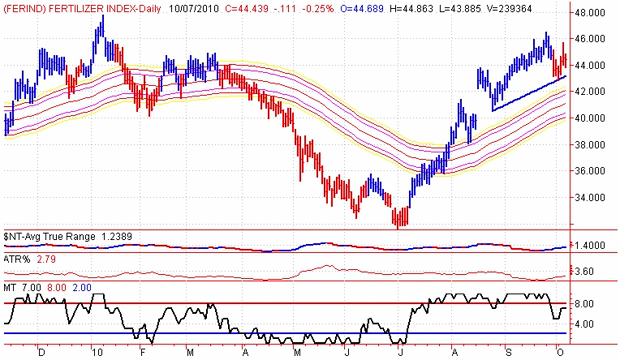 (FERIND) FERTILIZER INDEX-Daily 10/07/2010 C=44.439 -.111 -0.25% O=44.689 H=44.863 L=43.885 V=239364
48.000
46.000
44.000
42.000
40.000
38.000
36.000
34.000
$NT-Avg True Range 1.2389
1.4000
ATR% 2.79
3.60
MT 7.00 8.00 2.00
8.00
4.00
D 10 F M A M J J A S O